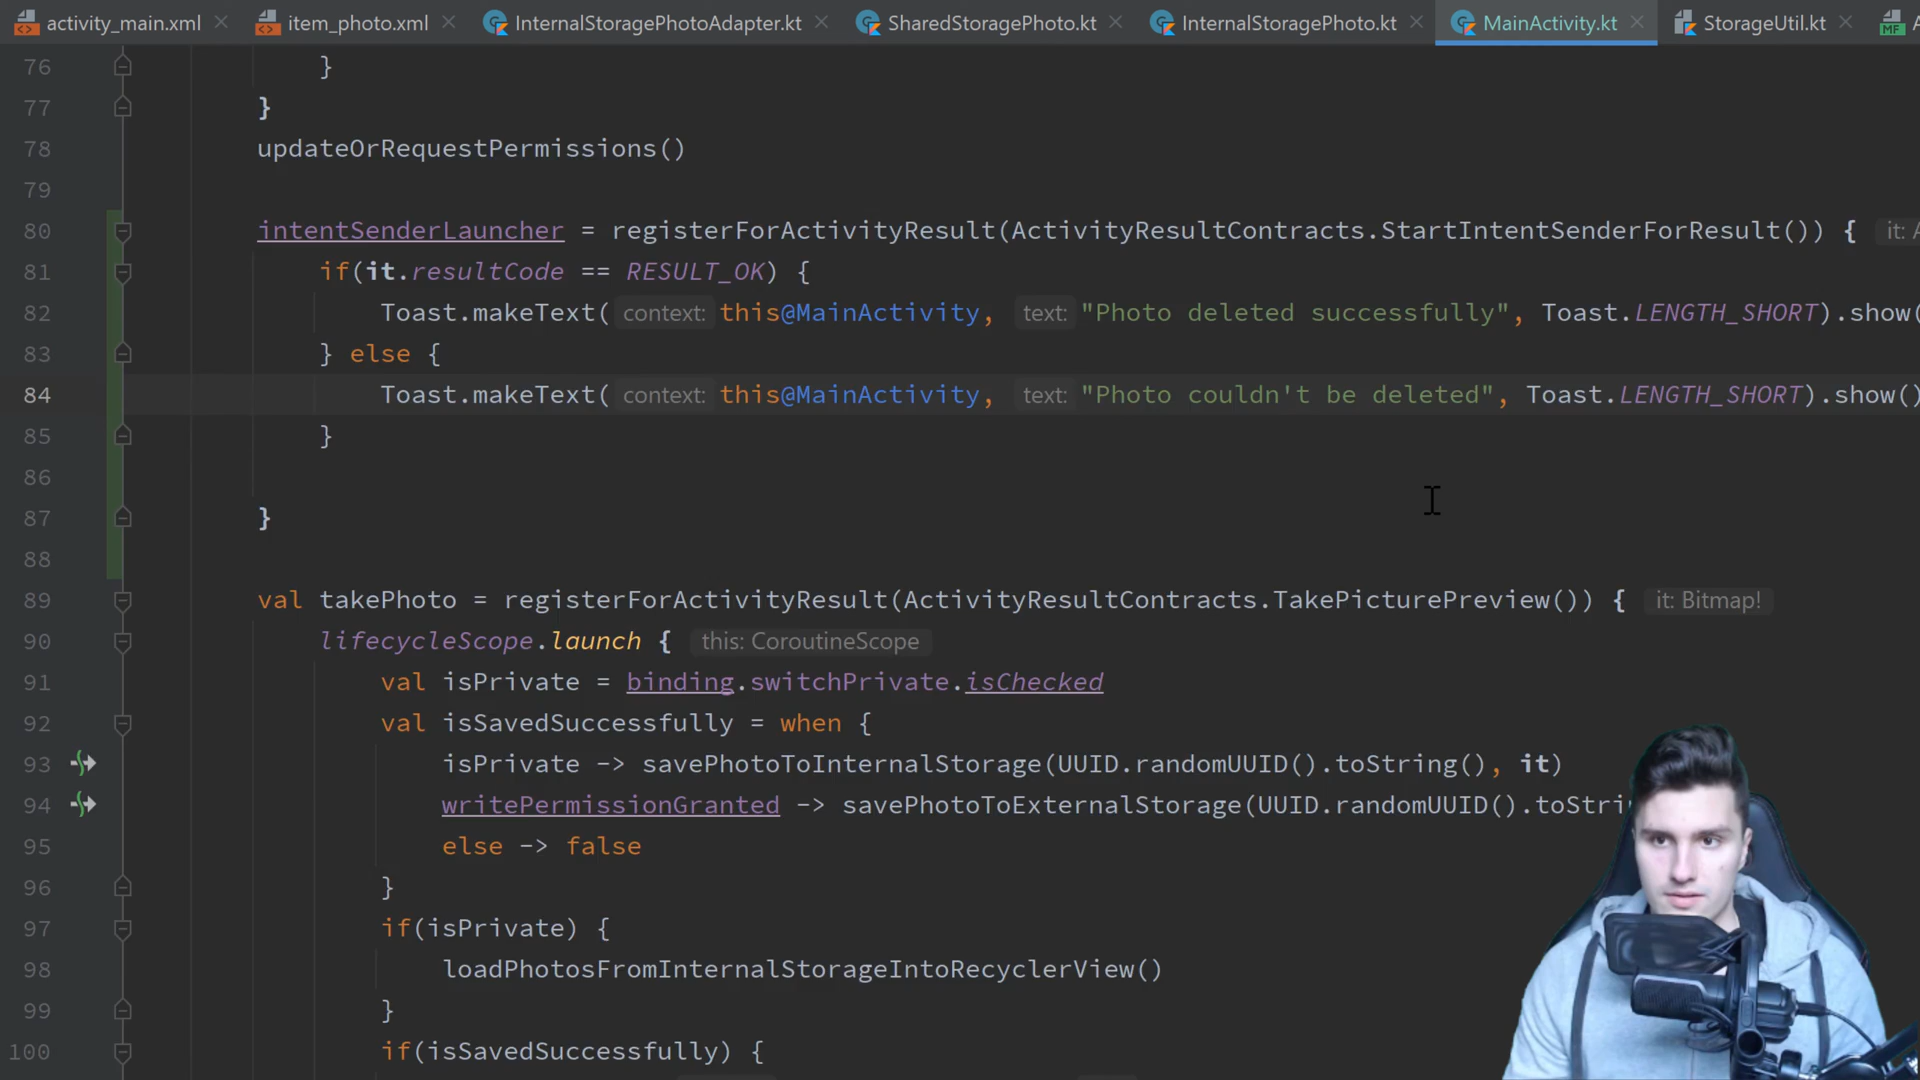 activity_main.xml item_photo.xml InternalStoragePhotoAdapter.kt SharedStoragePhoto.kt InternalStoragePhoto.kt MainActivity.kt StorageUtil.kt
76 }
77 }
78 updateOrRequestPermissions()
79
80 intentSenderLauncher = registerForActivityResult(ActivityResultContracts.StartIntentSenderForResult()) { it: A
81 if(it.resultCode == RESULT_OK) {
82 Toast.makeText( context: this@MainActivity, text: "Photo deleted successfully", Toast.LENGTH_SHORT).show(
83 } else {
84 Toast.makeText( context: this@MainActivity, text: "Photo couldn't be deleted", Toast.LENGTH_SHORT).show()
85 }
86
87 }
88
89 val takePhoto = registerForActivityResult(ActivityResultContracts.TakePicturePreview()) { it: Bitmap!
90 lifecycleScope.launch { this: CoroutineScope
91 val isPrivate = binding.switchPrivate.isChecked
92 val isSavedSuccessfully = when {
93 isPrivate -> savePhotoToInternalStorage(UUID.randomUUID().toString(), it)
94 writePermissionGranted -> savePhotoToExternalStorage(UUID.randomUUID().toStri
95 else -> false
96 }
97 if(isPrivate) {
98 loadPhotosFromInternalStorageIntoRecyclerView()
99 }
100 if(isSavedSuccessfully) {